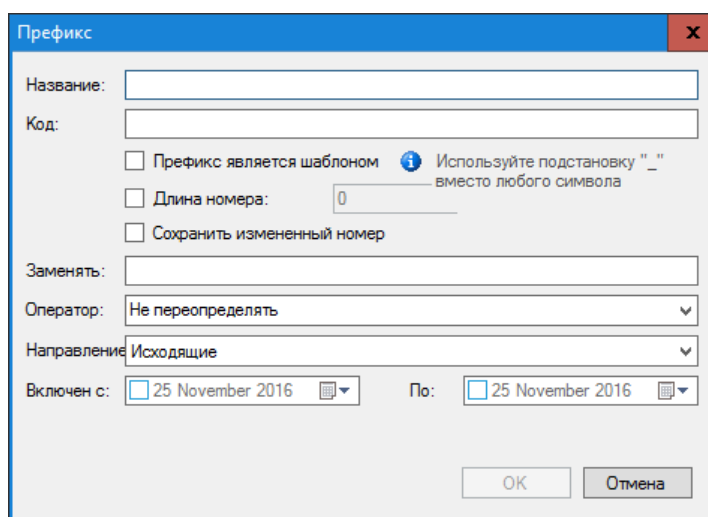 Префикс
Название:
Код:
Префикс является шаблоном
Используйте подстановку "_"
вместо любого символа
Длина номера: 0
Сохранить измененный номер
Заменять:
Оператор: Не переопределять
Направление Исходящие
Включен с: 25 November 2016 По: 25 November 2016
OK Отмена